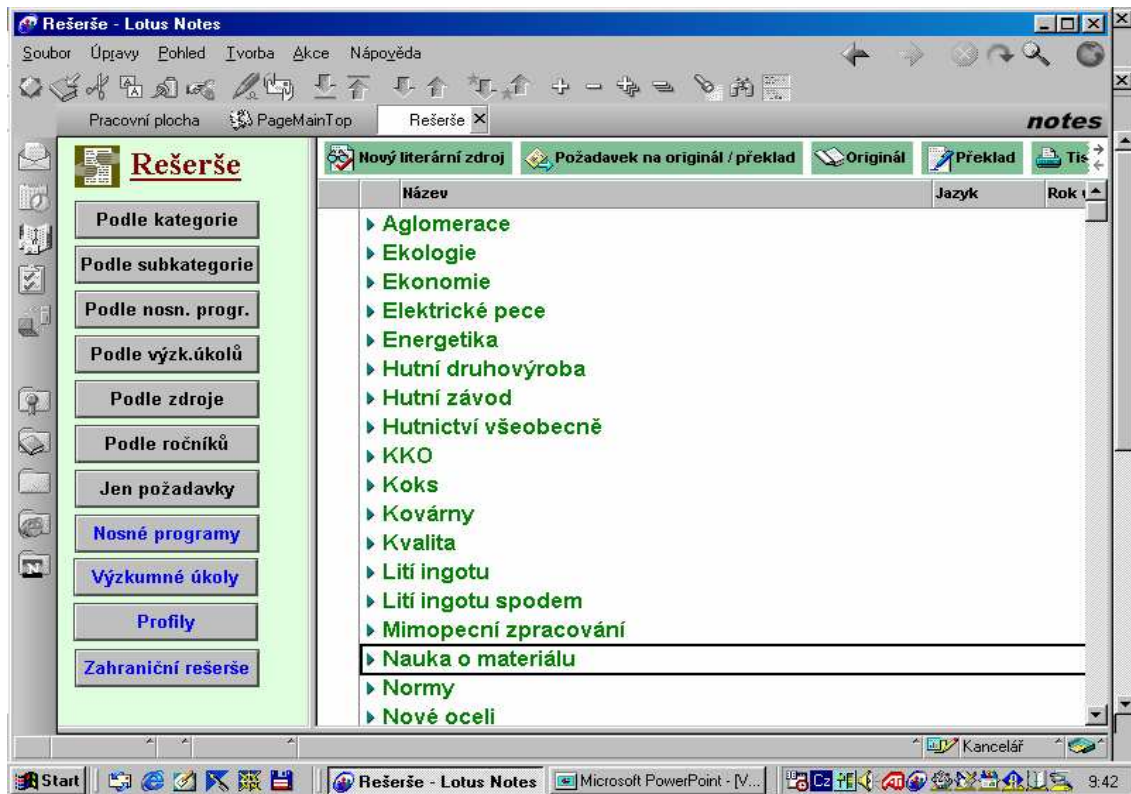 Rešerše - Lotus Notes
Soubor Úpravy Pohled Tvorba Akce Nápověda
Pracovní plocha PageMainTop Rešerše notes
Rešerše
Podle kategorie
Podle subkategorie
Podle nosn. progr.
Podle výzk.úkolů
Podle zdroje
Podle ročníků
Jen požadavky
Nosné programy
Výzkumné úkoly
Profily
Zahraniční rešerše
Nový literární zdroj Požadavek na originál / překlad Originál Překlad Tis
Název Jazyk Rok
Aglomerace
Ekologie
Ekonomie
Elektrické pece
Energetika
Hutní druhovýroba
Hutní závod
Hutnictví všeobecně
KKO
Koks
Kovárny
Kvalita
Lití ingotu
Lití ingotu spodem
Mimopecní zpracování
Nauka o materiálu
Normy
Nové oceli
Kancelář
Start Rešerše - Lotus Notes Microsoft PowerPoint - [V... Cz 9:42